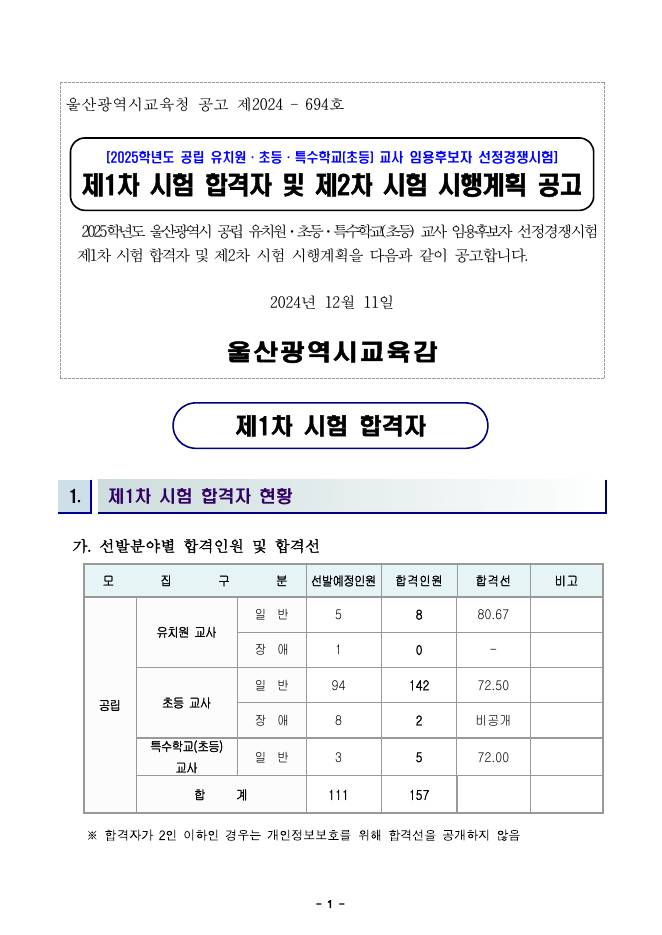 울산광역시교육청 공고 제2024 - 694호
[2025학년도 공립 유치원·초등·특수학교(초등) 교사 임용후보자 선정경쟁시험]
제1차 시험 합격자 및 제2차 시험 시행계획 공고
2025학년도 울산광역시 공립 유치원·초등·특수학교(초등) 교사 임용후보자 선정경쟁시험
제1차 시험 합격자 및 제2차 시험 시행계획을 다음과 같이 공고합니다.
2024년 12월 11일
울산광역시교육감
제1차 시험 합격자
1. 제1차 시험 합격자 현황
가. 선발분야별 합격인원 및 합격선
모 집 구 분 선발예정인원 합격인원 합격선 비고
공립
유치원 교사
일 반 5 8 80.67
장 애 1 0 -
초등 교사
일 반 94 142 72.50
장 애 8 2 비공개
특수학교(초등)
교사
일 반 3 5 72.00
합 계 111 157
※ 합격자가 2인 이하인 경우는 개인정보보호를 위해 합격선을 공개하지 않음
- 1 -